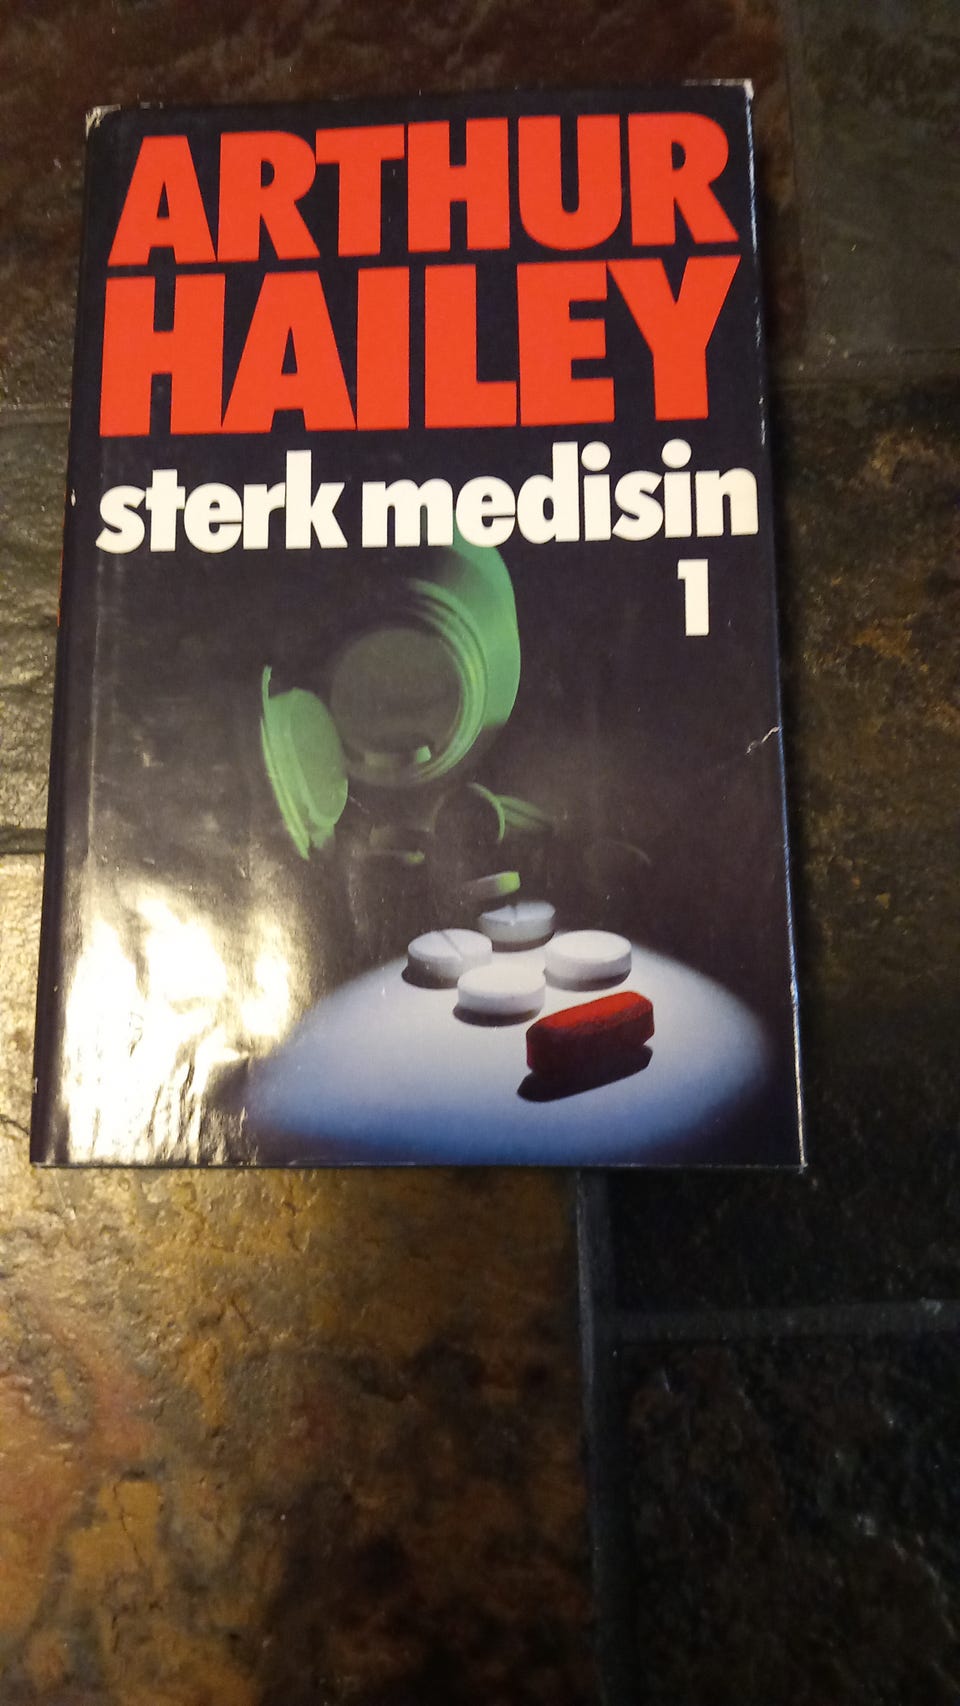 ARTHUR
HAILEY
sterk medisin
1